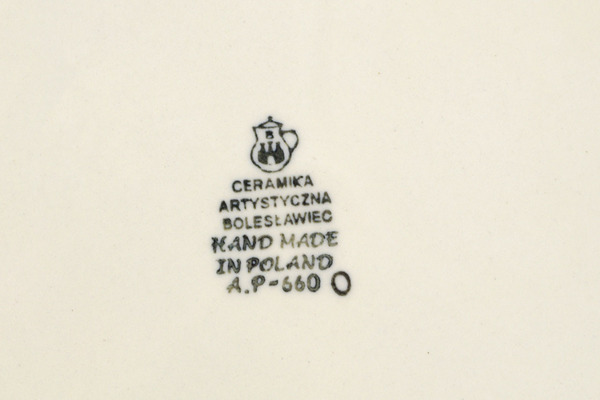 B
CERAMIKA
ARTYSTYCZNA
BOLESŁAWIEC
HAND MADE
IN POLAND
A.P-660 O